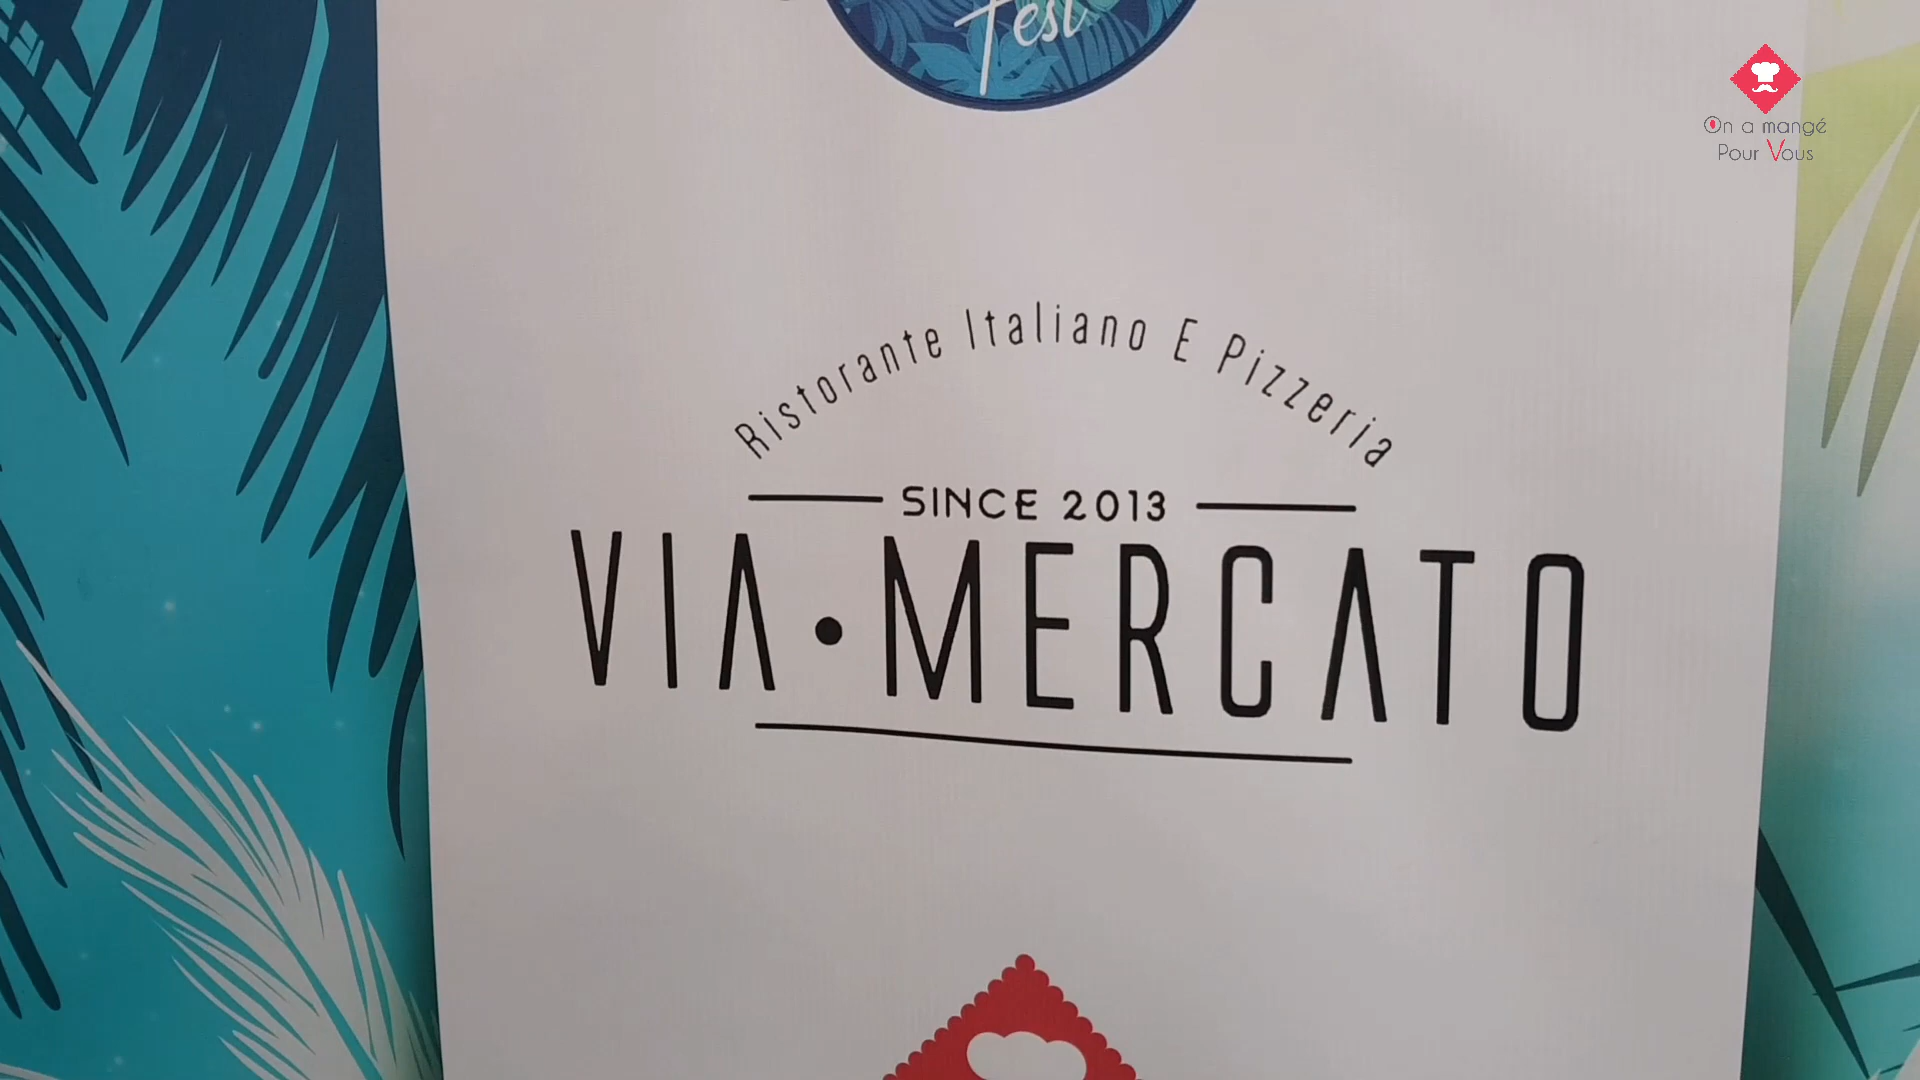 Fest
On a mangé
Pour Vous
Ristorante Italiano E Pizzeria
SINCE 2013
VIA • MERCATO